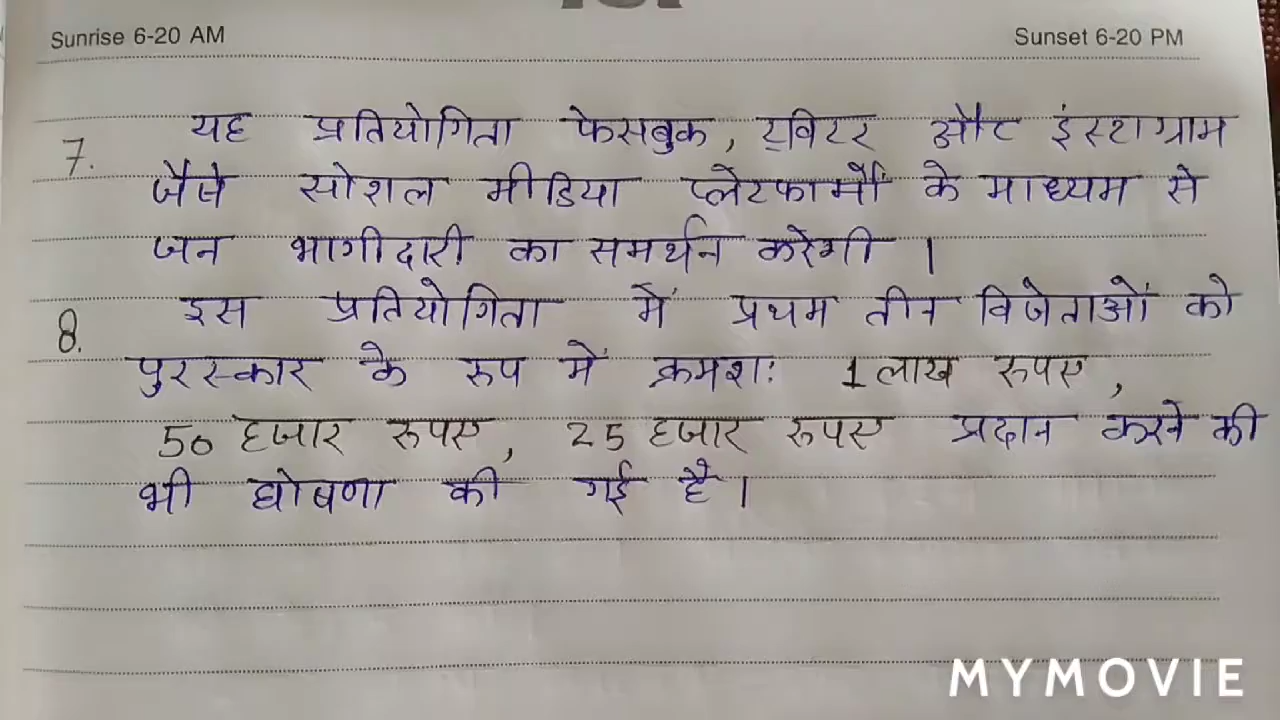 Sunrise 6-20 AM
Sunset 6-20 PM
7. यह प्रतियोगिता फेसबुक, ट्विटर और इंस्टाग्राम
जैसे सोशल मीडिया प्लेटफार्मों के माध्यम से
जन भागीदारी का समर्थन करेगी ।
8. इस प्रतियोगिता में प्रथम तीन विजेताओं को
पुरस्कार के रुप में क्रमशः 1 लाख रुपए ,
50 हजार रुपए, 25 हजार रुपए प्रदान करने की
भी घोषणा की गई है ।
MYMOVIE